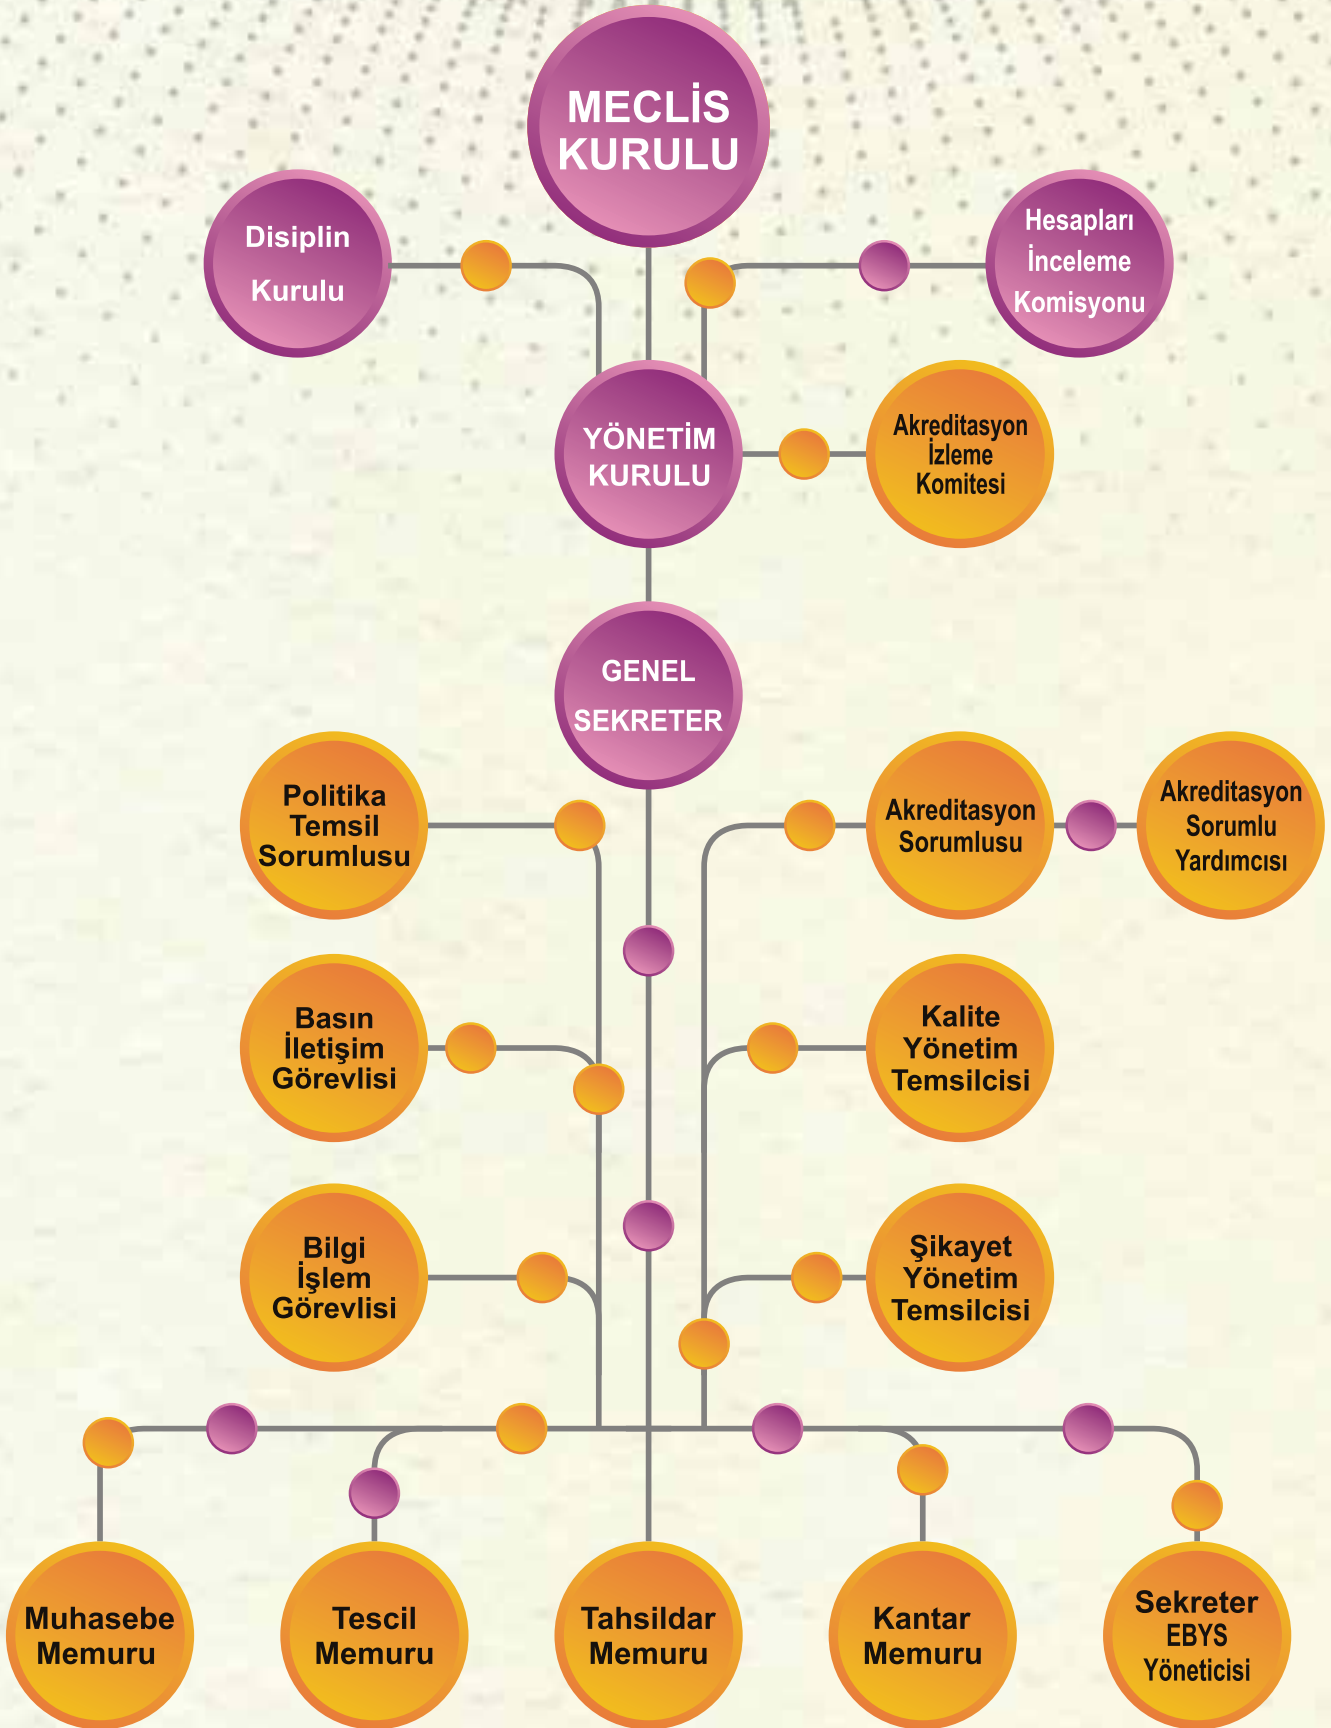 MECLİS
KURULU
Disiplin
Kurulu
Hesapları
İnceleme
Komisyonu
YÖNETİM
KURULU
Akreditasyon
İzleme
Komitesi
GENEL
SEKRETER
Politika
Temsil
Sorumlusu
Akreditasyon
Sorumlusu
Akreditasyon
Sorumlu
Yardımcısı
Basın
İletişim
Görevlisi
Kalite
Yönetim
Temsilcisi
Bilgi
İşlem
Görevlisi
Şikayet
Yönetim
Temsilcisi
Muhasebe
Memuru
Tescil
Memuru
Tahsildar
Memuru
Kantar
Memuru
Sekreter
EBYS
Yöneticisi